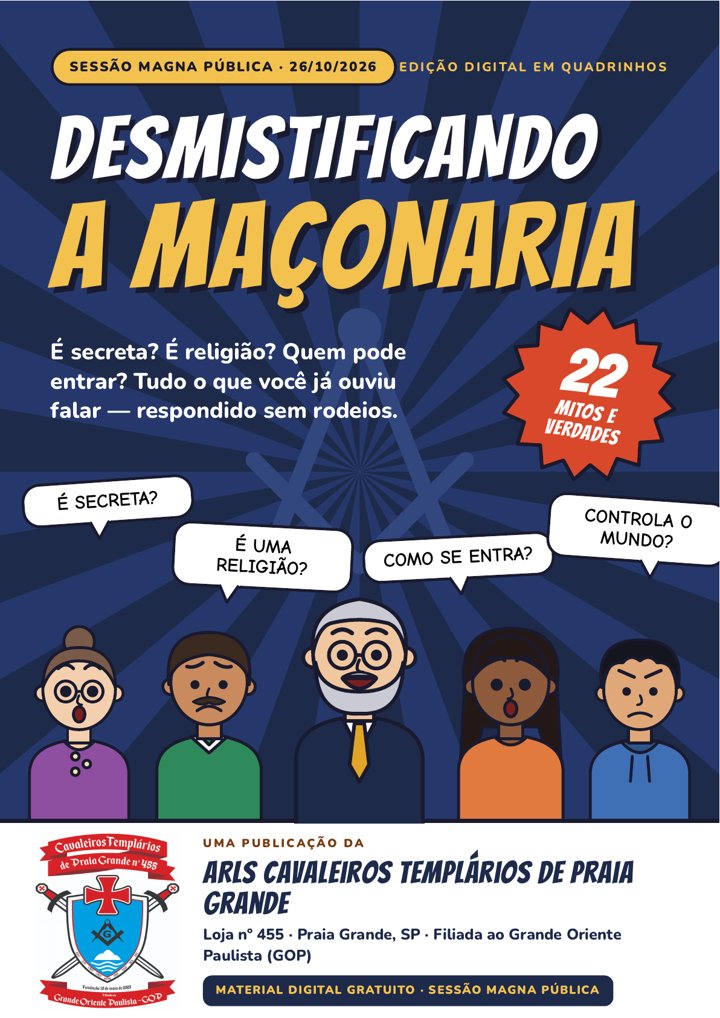 SESSÃO MAGNA PÚBLICA · 26/10/2026
EDIÇÃO DIGITAL EM QUADRINHOS
DESMISTIFICANDO
A MAÇONARIA
É secreta? É religião? Quem pode
entrar? Tudo o que você já ouviu
falar — respondido sem rodeios.
22
MITOS E
VERDADES
É SECRETA?
É UMA
RELIGIÃO?
COMO SE ENTRA?
CONTROLA O
MUNDO?
Cavaleiros Templários
de Praia Grande nº 455
G
Grande Oriente Paulista - GOP
UMA PUBLICAÇÃO DA
ARLS CAVALEIROS TEMPLÁRIOS DE PRAIA
GRANDE
Loja nº 455 · Praia Grande, SP · Filiada ao Grande Oriente
Paulista (GOP)
MATERIAL DIGITAL GRATUITO · SESSÃO MAGNA PÚBLICA